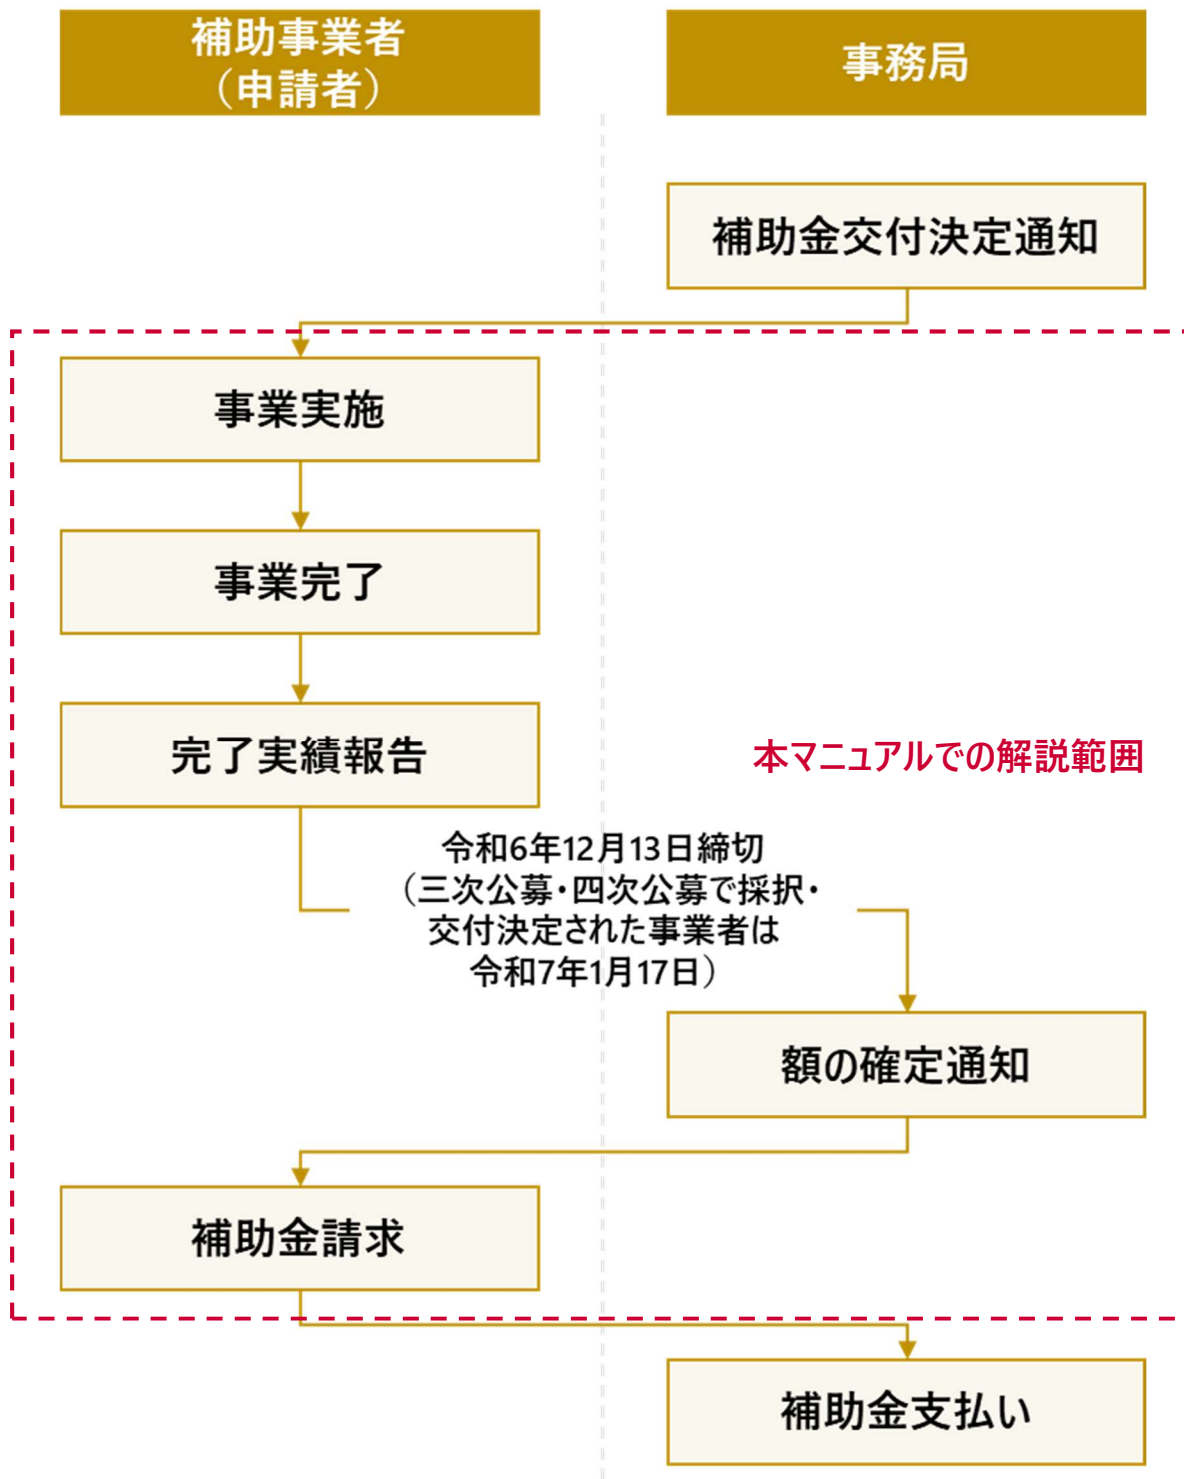 補助事業者
（申請者）
事務局
補助金交付決定通知
事業実施
事業完了
完了実績報告
本マニュアルでの解説範囲
令和6年12月13日締切
（三次公募・四次公募で採択・
交付決定された事業者は
令和7年1月17日）
額の確定通知
補助金請求
補助金支払い